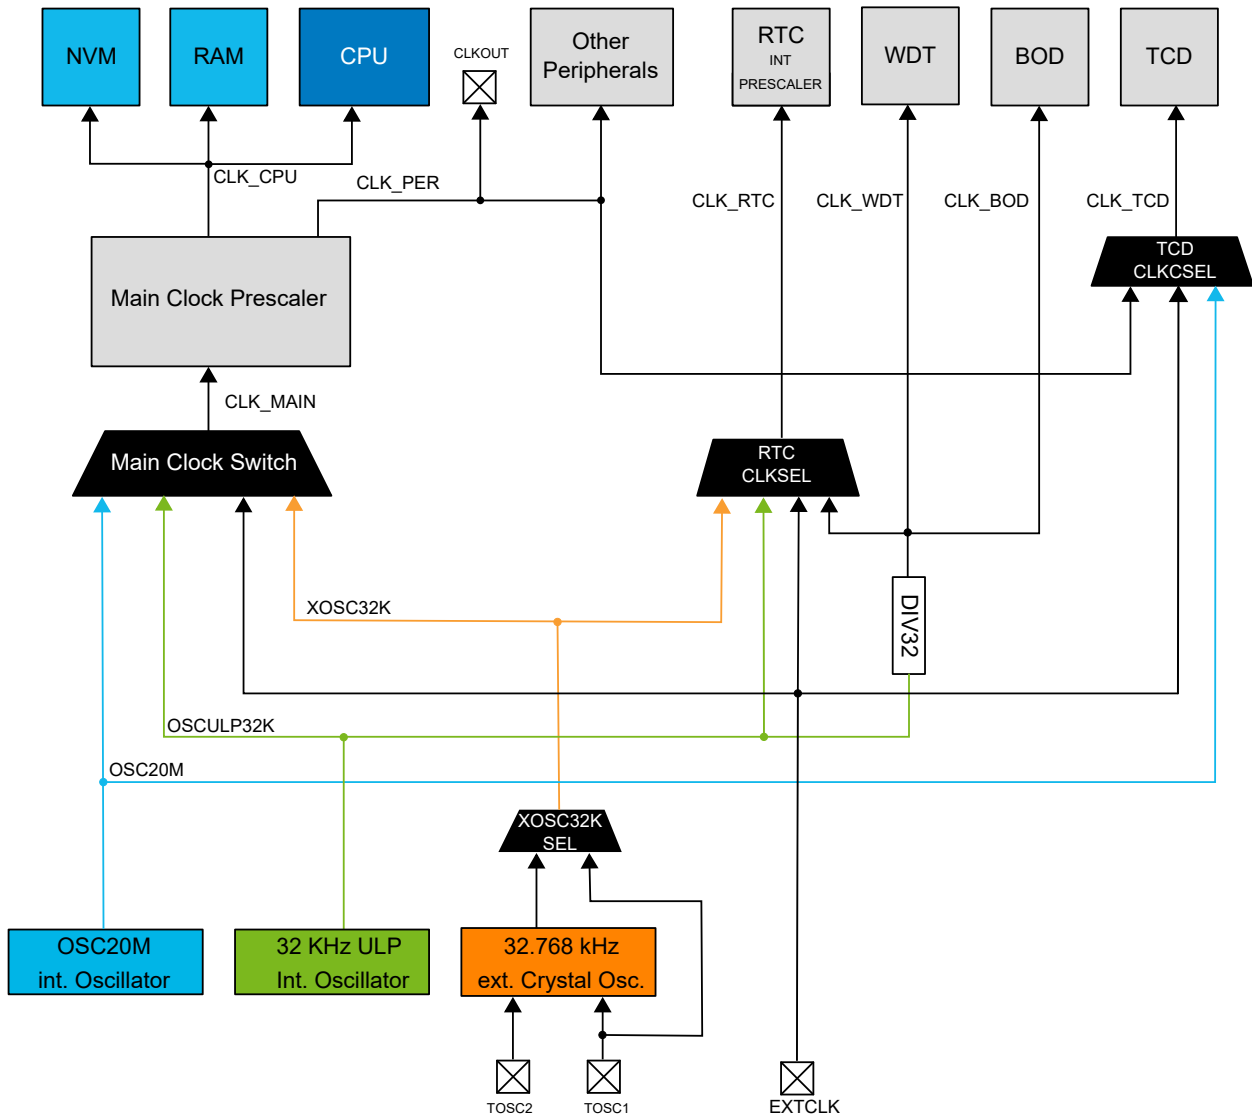 NVM
RAM
CPU
CLKOUT
Other
Peripherals
RTC
INT
PRESCALER
WDT
BOD
TCD
CLK_CPU
CLK_PER
CLK_RTC
CLK_WDT
CLK_BOD
CLK_TCD
TCD
CLKCSEL
Main Clock Prescaler
CLK_MAIN
Main Clock Switch
RTC
CLKSEL
XOSC32K
DIV32
OSCULP32K
OSC20M
XOSC32K
SEL
OSC20M
int. Oscillator
32 KHz ULP
Int. Oscillator
32.768 kHz
ext. Crystal Osc.
TOSC2
TOSC1
EXTCLK